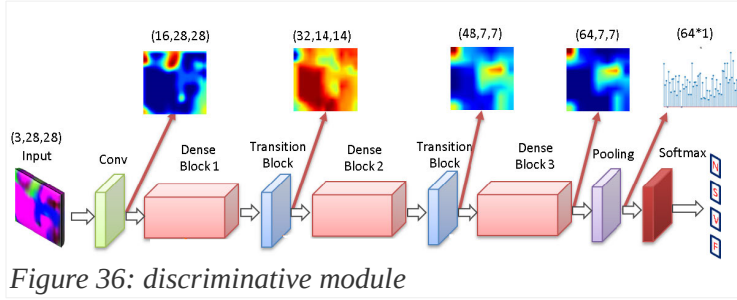 (16,28,28)
(32,14,14)
(48,7,7)
(64,7,7)
(64*1)
(3,28,28)
Input
Conv
Dense
Block 1
Transition
Block
Dense
Block 2
Transition
Block
Dense
Block 3
Pooling
Softmax
N
S
V
F
Figure 36: discriminative module